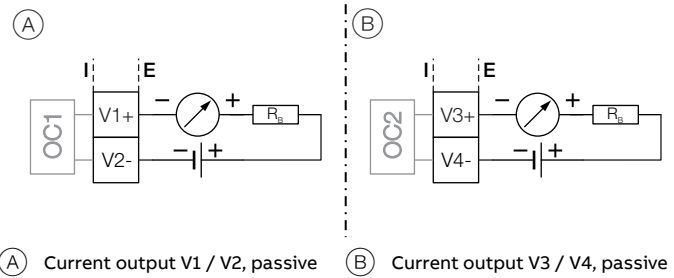 A
B
I E
I E
OC1
V1+
− +
R_B
V2-
− +
OC2
V3+
− +
R_B
V4-
− +
A Current output V1 / V2, passive
B Current output V3 / V4, passive